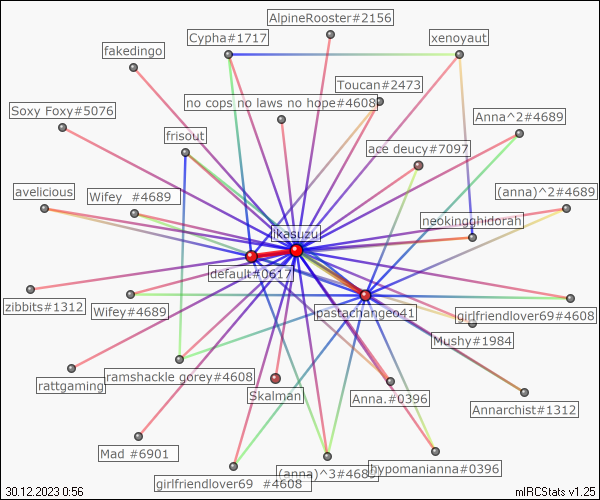 AlpineRooster#2156
Cypha#1717
xenoyaut
fakedingo
Toucan#2473
no cops no laws no hope#4608
Soxy Foxy#5076
Anna^2#4689
frisout
ace deucy#7097
avelicious
Wifey #4689
(anna)^2#4689
neokingghidorah
ikasuzu
default#0617
zibbits#1312
Wifey#4689
pastachangeo41
girlfriendlover69#4608
Mushy#1984
rattgaming
ramshackle gorey#4608
Skalman
Anna.#0396
Annarchist#1312
Mad #6901
(anna)^3#4689
hypomanianna#0396
girlfriendlover69 #4608
30.12.2023 0:56
mIRCStats v1.25